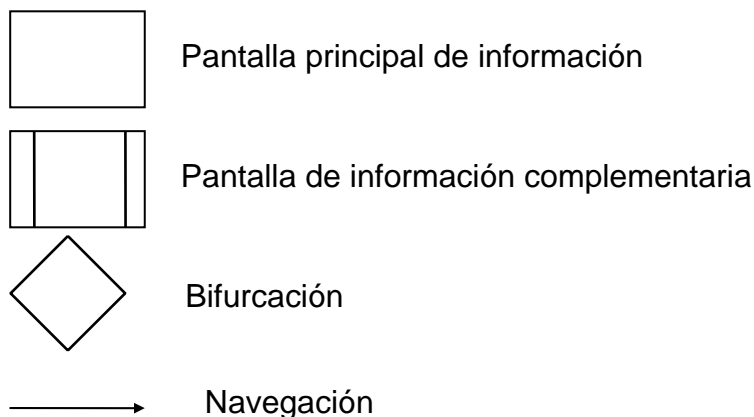 Pantalla principal de información
Pantalla de información complementaria
Bifurcación
Navegación